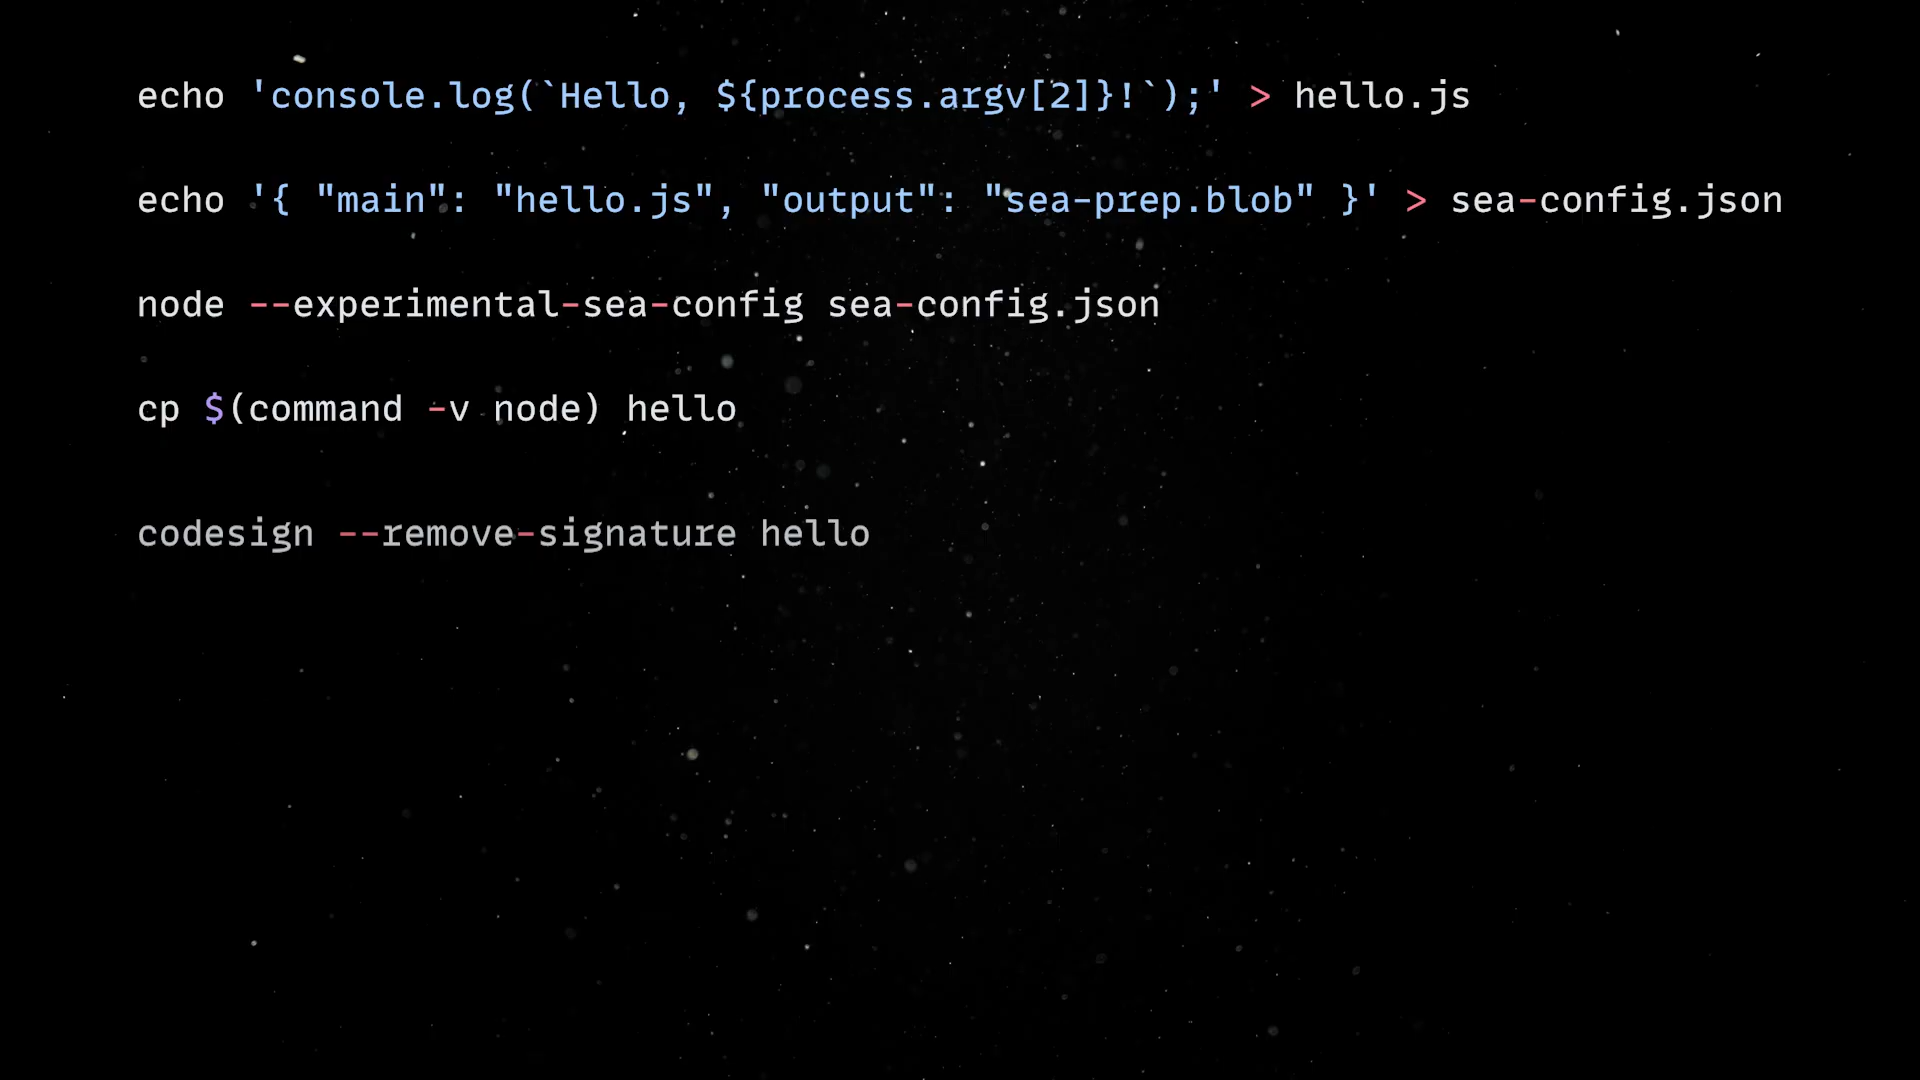 echo 'console.log(`Hello, ${process.argv[2]}!`);' > hello.js
echo '{ "main": "hello.js", "output": "sea-prep.blob" }' > sea-config.json
node --experimental-sea-config sea-config.json
cp $(command -v node) hello
codesign --remove-signature hello